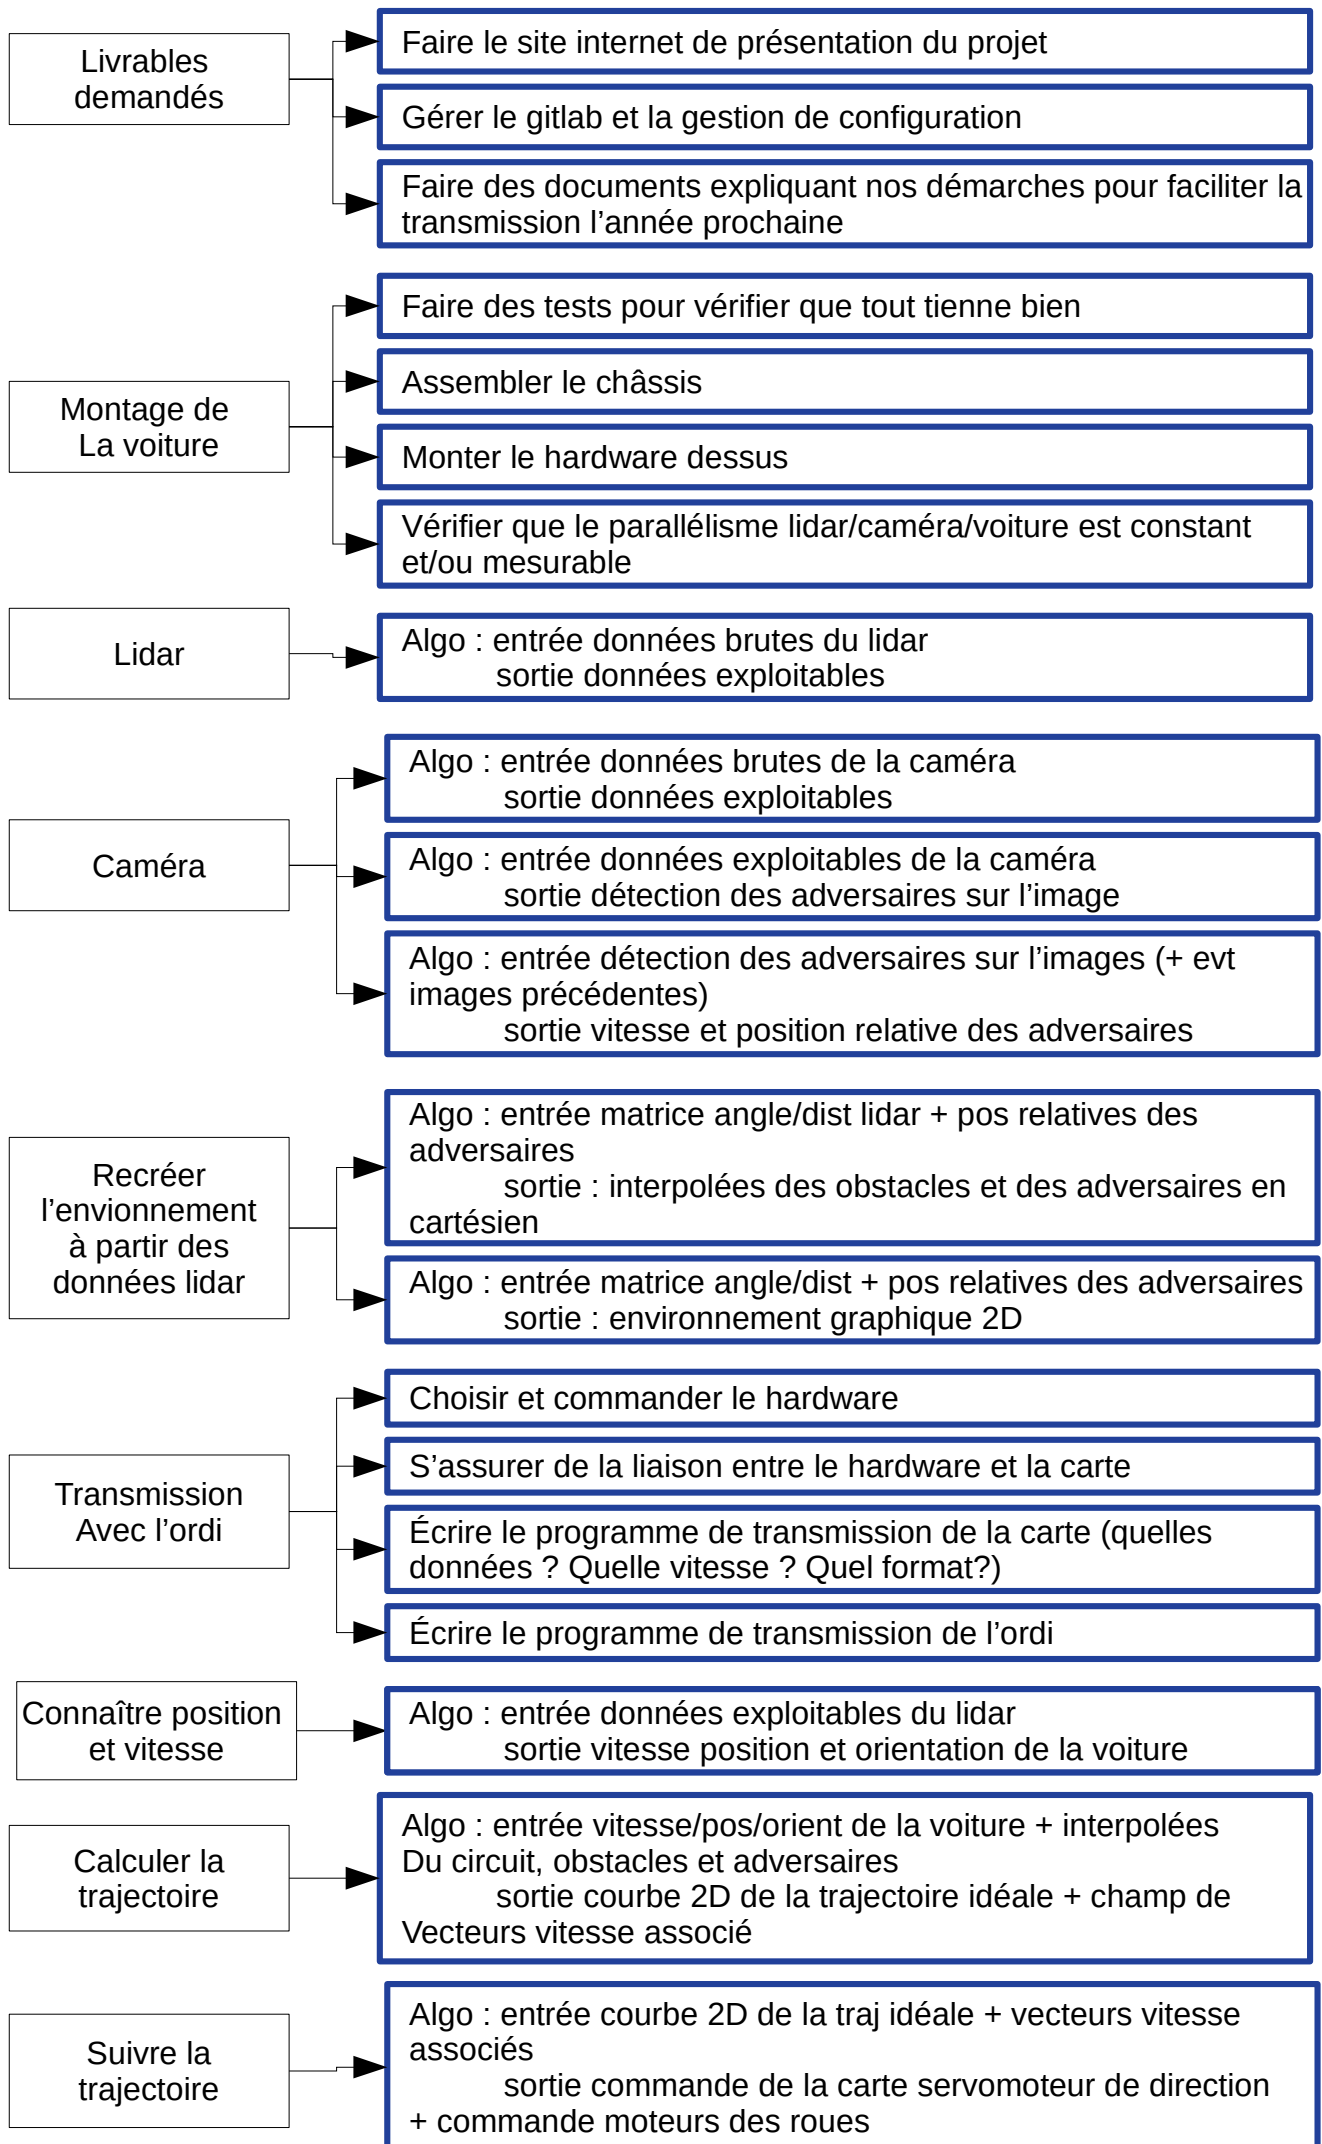 Livrables
demandés
Faire le site internet de présentation du projet
Gérer le gitlab et la gestion de configuration
Faire des documents expliquant nos démarches pour faciliter la
transmission l’année prochaine
Montage de
La voiture
Faire des tests pour vérifier que tout tienne bien
Assembler le châssis
Monter le hardware dessus
Vérifier que le parallélisme lidar/caméra/voiture est constant
et/ou mesurable
Lidar
Algo : entrée données brutes du lidar
sortie données exploitables
Caméra
Algo : entrée données brutes de la caméra
sortie données exploitables
Algo : entrée données exploitables de la caméra
sortie détection des adversaires sur l’image
Algo : entrée détection des adversaires sur l’images (+ evt
images précédentes)
sortie vitesse et position relative des adversaires
Recréer
l’envionnement
à partir des
données lidar
Algo : entrée matrice angle/dist lidar + pos relatives des
adversaires
sortie : interpolées des obstacles et des adversaires en
cartésien
Algo : entrée matrice angle/dist + pos relatives des adversaires
sortie : environnement graphique 2D
Transmission
Avec l’ordi
Choisir et commander le hardware
S’assurer de la liaison entre le hardware et la carte
Écrire le programme de transmission de la carte (quelles
données ? Quelle vitesse ? Quel format?)
Écrire le programme de transmission de l’ordi
Connaître position
et vitesse
Algo : entrée données exploitables du lidar
sortie vitesse position et orientation de la voiture
Calculer la
trajectoire
Algo : entrée vitesse/pos/orient de la voiture + interpolées
Du circuit, obstacles et adversaires
sortie courbe 2D de la trajectoire idéale + champ de
Vecteurs vitesse associé
Suivre la
trajectoire
Algo : entrée courbe 2D de la traj idéale + vecteurs vitesse
associés
sortie commande de la carte servomoteur de direction
+ commande moteurs des roues